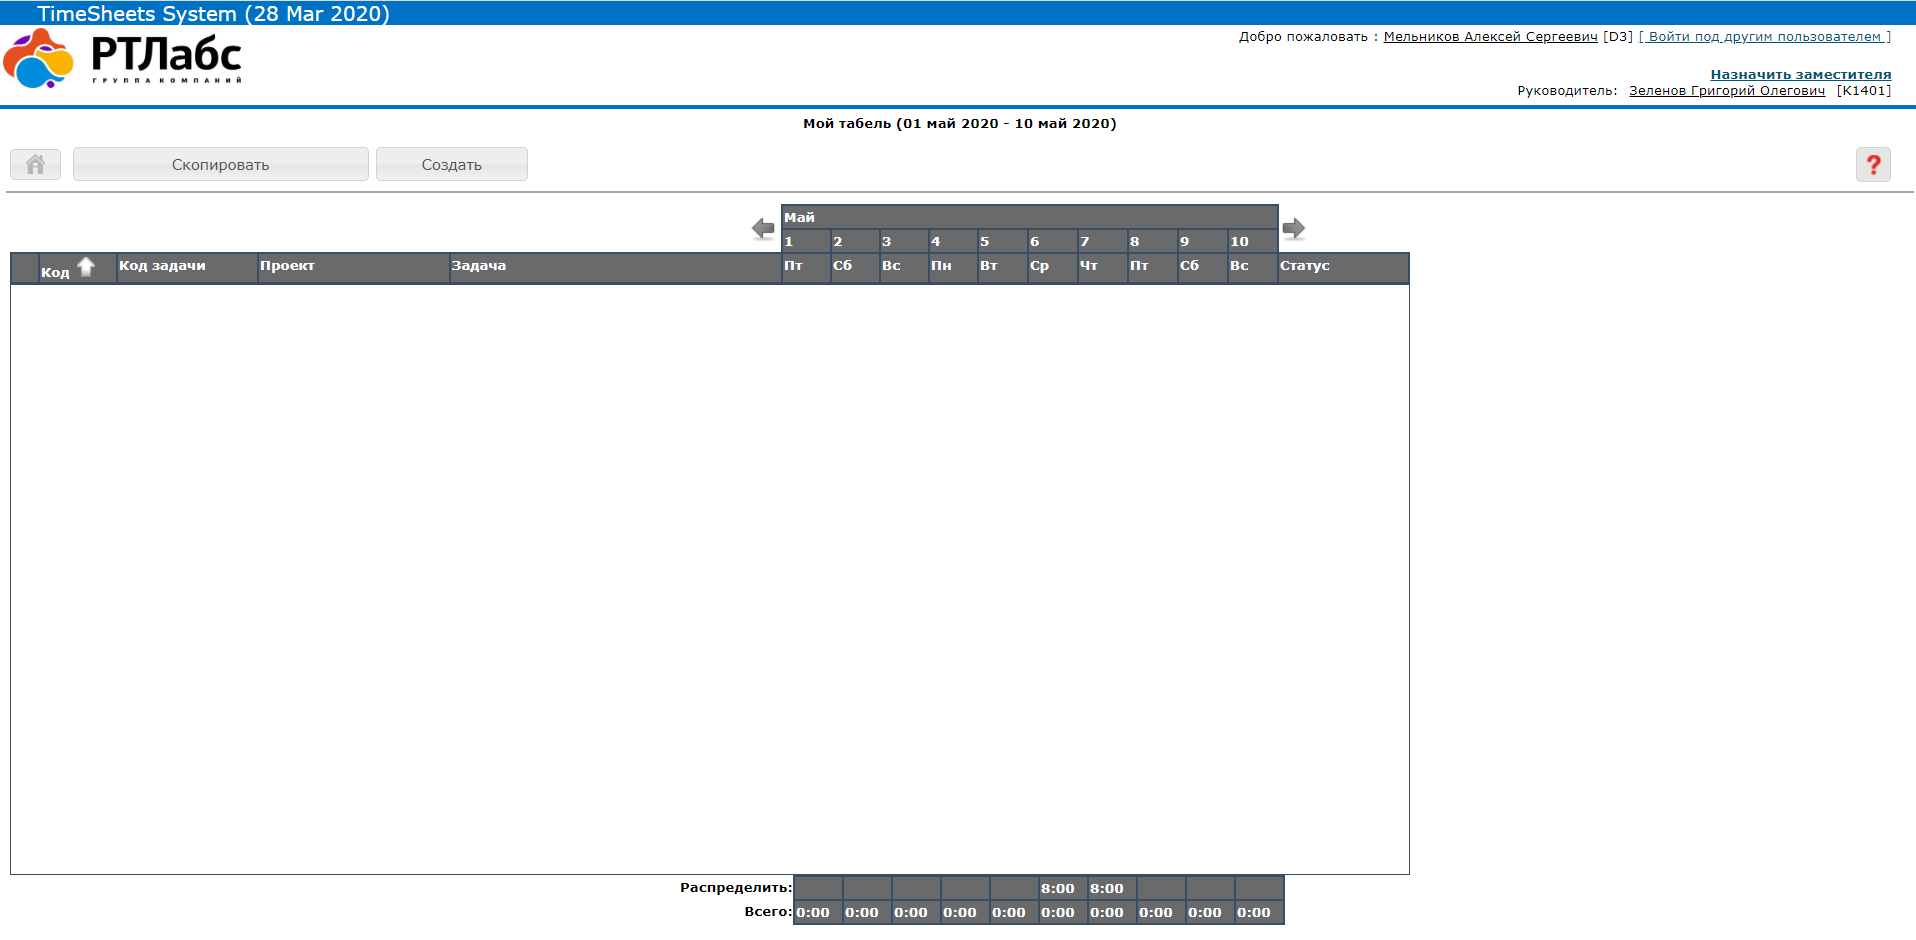 TimeSheets System (28 Mar 2020)
РТЛабс
ГРУППА КОМПАНИЙ
Добро пожаловать : Мельников Алексей Сергеевич [D3] [ Войти под другим пользователем ]
Назначить заместителя
Руководитель: Зеленов Григорий Олегович [K1401]
Мой табель (01 май 2020 - 10 май 2020)
Скопировать Создать ?
Май
1 2 3 4 5 6 7 8 9 10
Код Код задачи Проект Задача Пт Сб Вс Пн Вт Ср Чт Пт Сб Вс Статус
Распределить: 8:00 8:00
Всего: 0:00 0:00 0:00 0:00 0:00 0:00 0:00 0:00 0:00 0:00